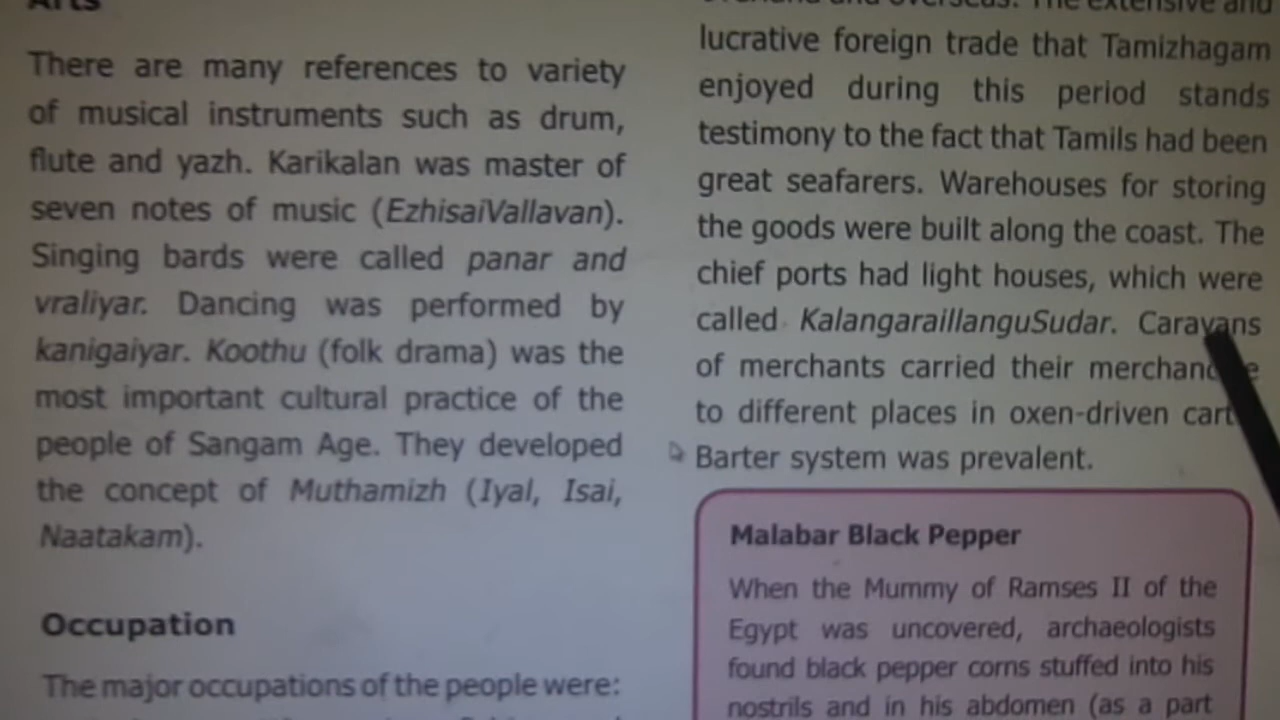 Arts
There are many references to variety
of musical instruments such as drum,
flute and yazh. Karikalan was master of
seven notes of music (EzhisaiVallavan).
Singing bards were called panar and
vraliyar. Dancing was performed by
kanigaiyar. Koothu (folk drama) was the
most important cultural practice of the
people of Sangam Age. They developed
the concept of Muthamizh (Iyal, Isai,
Naatakam).
Occupation
The major occupations of the people were:
and overseas. The extensive and
lucrative foreign trade that Tamizhagam
enjoyed during this period stands
testimony to the fact that Tamils had been
great seafarers. Warehouses for storing
the goods were built along the coast. The
chief ports had light houses, which were
called KalangaraillanguSudar. Caravans
of merchants carried their
to different places in oxen-driven
Barter system was prevalent.
Malabar Black Pepper
When the Mummy of Ramses II of the
Egypt was uncovered, archaeologists
found black pepper corns stuffed into his
nostrils and in his abdomen (as a part